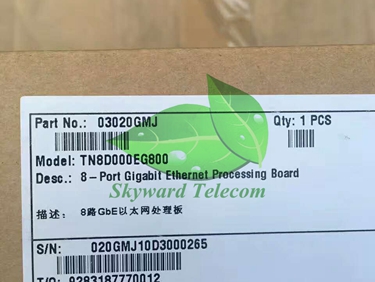 Part No.: 03020GMJ Qty: 1 PCS
Model: TN8D000EG800
Desc.: 8-Port Gigabit Ethernet Processing Board
Skyward Telecom
描述: 8路GbE以太网处理板
S/N: 020GMJ10D3000265
T/O: 9283187770012